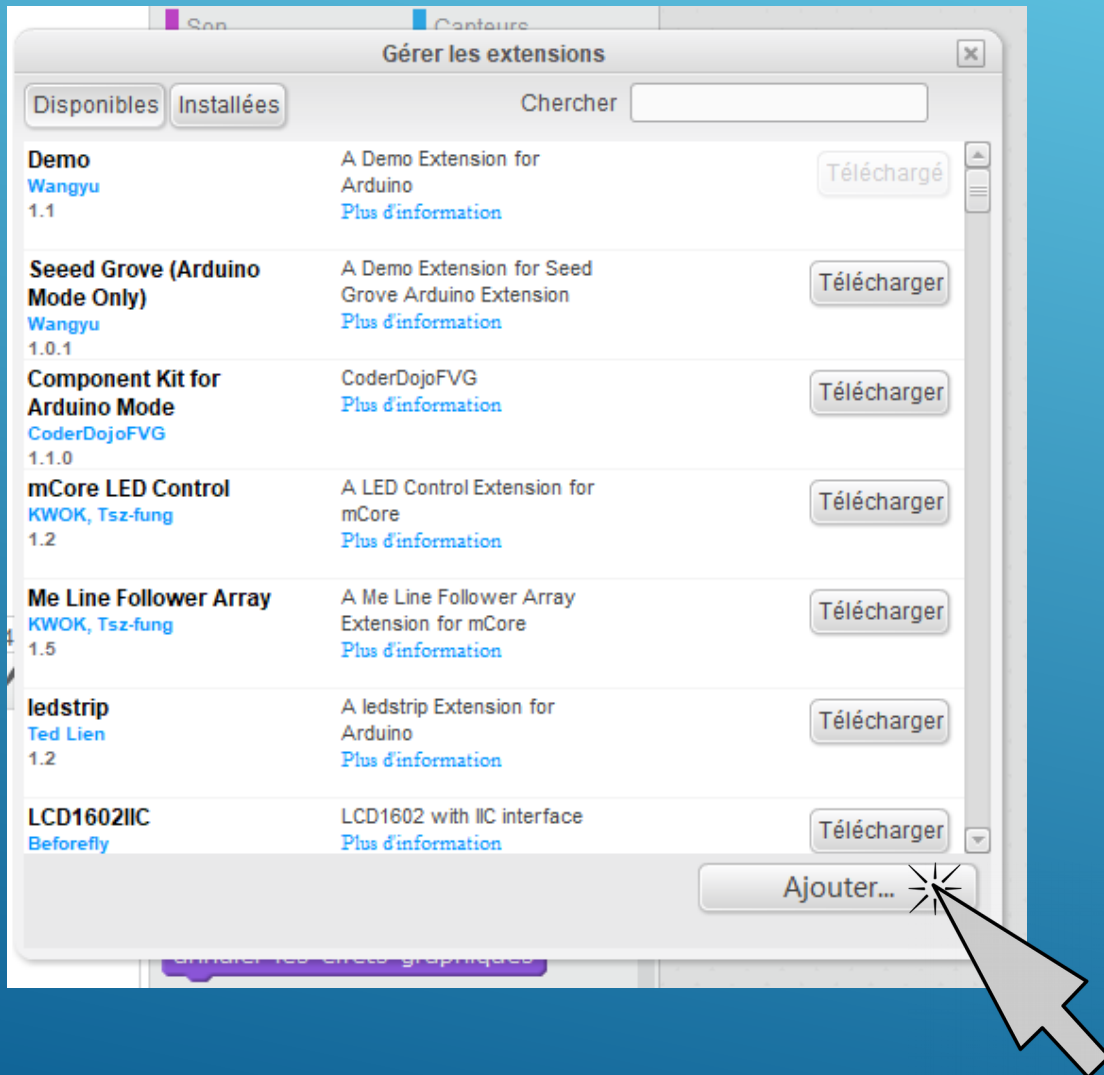 Son Capteurs
Gérer les extensions
Disponibles Installées Chercher
Demo
Wangyu
1.1
A Demo Extension for
Arduino
Plus d'information
Téléchargé
Seeed Grove (Arduino
Mode Only)
Wangyu
1.0.1
A Demo Extension for Seed
Grove Arduino Extension
Plus d'information
Télécharger
Component Kit for
Arduino Mode
CoderDojoFVG
1.1.0
CoderDojoFVG
Plus d'information
Télécharger
mCore LED Control
KWOK, Tsz-fung
1.2
A LED Control Extension for
mCore
Plus d'information
Télécharger
Me Line Follower Array
KWOK, Tsz-fung
1.5
A Me Line Follower Array
Extension for mCore
Plus d'information
Télécharger
ledstrip
Ted Lien
1.2
A ledstrip Extension for
Arduino
Plus d'information
Télécharger
LCD1602IIC
Beforefly
LCD1602 with IIC interface
Plus d'information
Télécharger
Ajouter...
annuler les effets graphiques